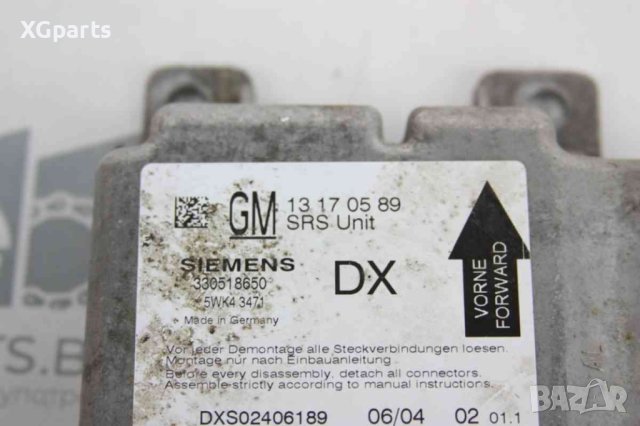 XGparts
GM 13 17 05 89
SRS Unit
SIEMENS
330518650
5WK4 3471
Made in Germany
DX
VORNE
FORWARD
Vor jeder Demontage alle Steckverbindungen loesen.
Montage nur nach Einbauanleitung.
Before every disassembly, detach all connectors.
Assemble strictly according to manual instructions.
DXS02406189 06/04 02 01.1
BAZAR